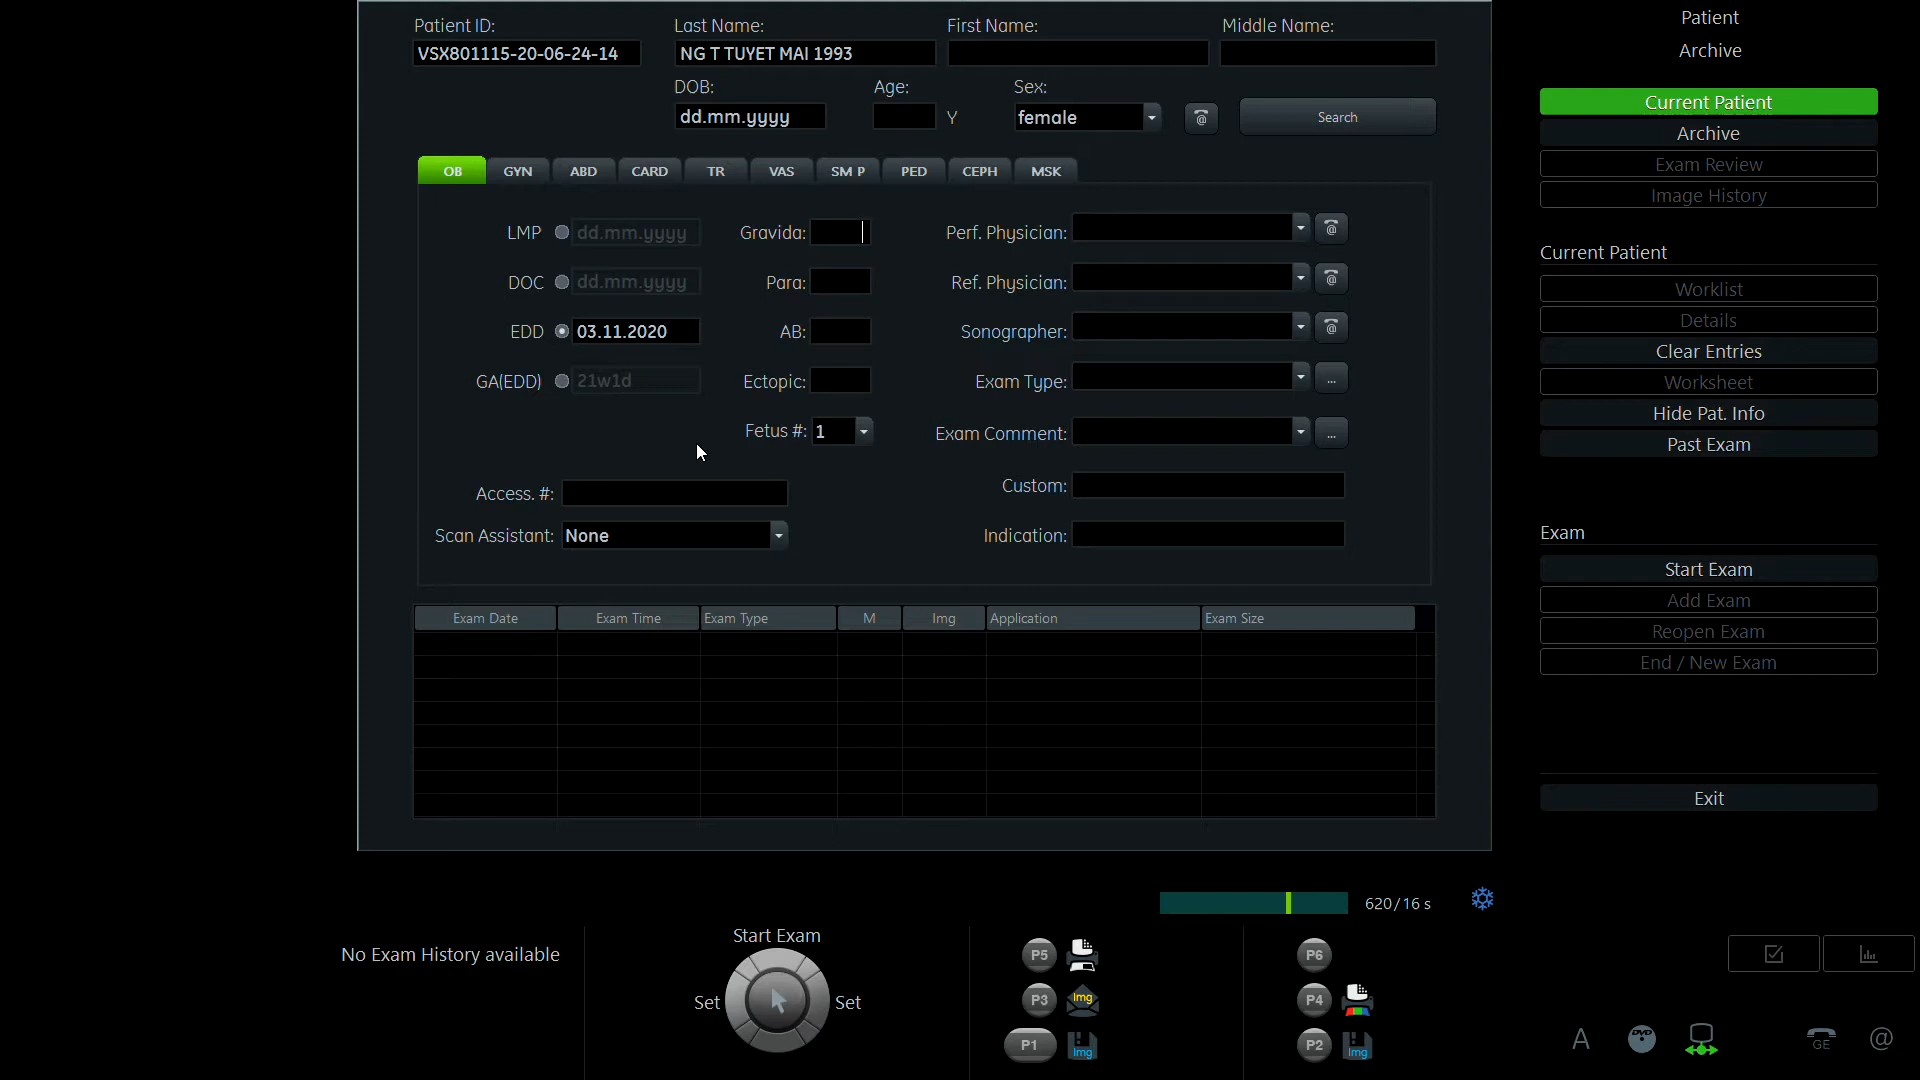 Patient ID: Last Name: First Name: Middle Name:
VSX801115-20-06-24-14 NG T TUYET MAI 1993
DOB: Age: Sex:
dd.mm.yyyy Y female Search
OB GYN ABD CARD TR VAS SM P PED CEPH MSK
LMP dd.mm.yyyy Gravida: Perf. Physician:
DOC dd.mm.yyyy Para: Ref. Physician:
EDD 03.11.2020 AB: Sonographer:
GA(EDD) 21w1d Ectopic: Exam Type: ...
Fetus #: 1 Exam Comment: ...
Access. #: Custom:
Scan Assistant: None Indication:
Exam Date Exam Time Exam Type M Img Application Exam Size
Patient
Archive
Current Patient
Archive
Exam Review
Image History
Current Patient
Worklist
Details
Clear Entries
Worksheet
Hide Pat. Info
Past Exam
Exam
Start Exam
Add Exam
Reopen Exam
End / New Exam
Exit
620/16 s
No Exam History available
Start Exam
Set Set
P5 P6
P3 Img P4
P1 Img P2 Img
A DVD GE @